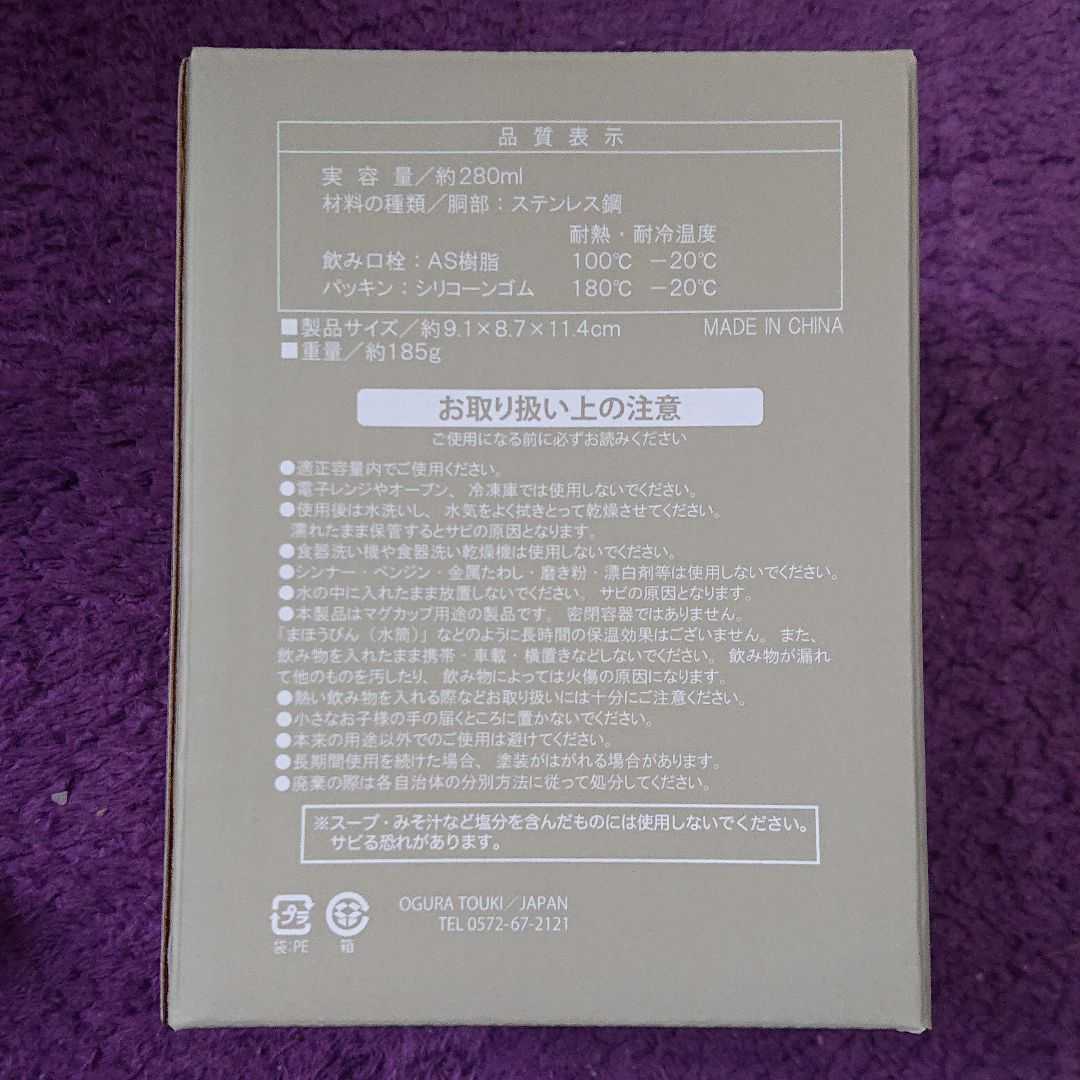 品質表示
実容量／約280ml
材料の種類／胴部：ステンレス鋼
耐熱・耐冷温度
飲み口栓：AS樹脂 100℃ －20℃
パッキン：シリコーンゴム 180℃ －20℃
■製品サイズ／約9.1×8.7×11.4cm MADE IN CHINA
■重量／約185g
お取り扱い上の注意
ご使用になる前に必ずお読みください
●適正容量内でご使用ください。
●電子レンジやオーブン、冷凍庫では使用しないでください。
●使用後は水洗いし、水気をよく拭きとって乾燥させてください。
濡れたまま保管するとサビの原因となります。
●食器洗い機や食器洗い乾燥機は使用しないでください。
●シンナー・ベンジン・金属たわし・磨き粉・漂白剤等は使用しないでください。
●水の中に入れたまま放置しないでください。サビの原因となります。
●本製品はマグカップ用途の製品です。密閉容器ではありません。
『まほうびん（水筒）』などのように長時間の保温効果はございません。また、
飲み物を入れたまま携帯・車載・横置きなどしないでください。飲み物が漏れ
て他のものを汚したり、飲み物によっては火傷の原因になります。
●熱い飲み物を入れる際などお取り扱いには十分にご注意ください。
●小さなお子様の手の届くところに置かないでください。
●本来の用途以外でのご使用は避けてください。
●長期間使用を続けた場合、塗装がはがれる場合があります。
●廃棄の際は各自治体の分別方法に従って処分してください。
※スープ・みそ汁など塩分を含んだものには使用しないでください。
サビる恐れがあります。
プラ
袋:PE
箱
OGURA TOUKI／JAPAN
TEL 0572-67-2121